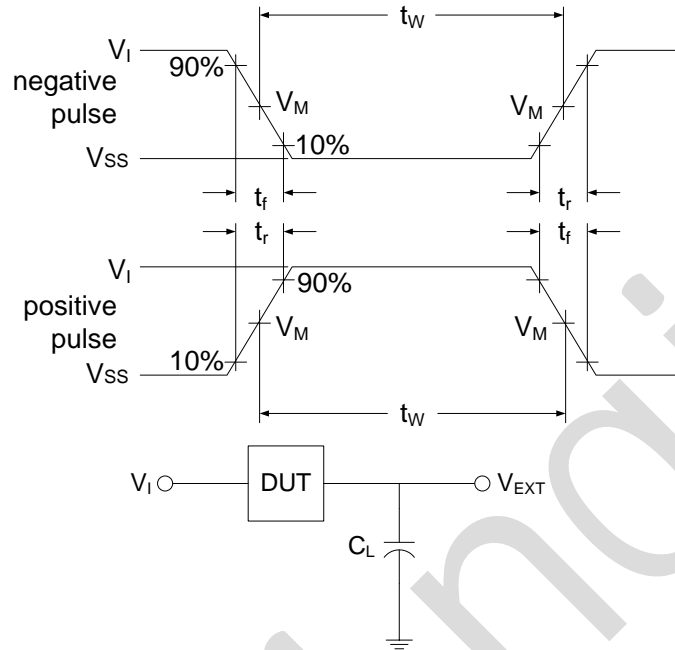 tW
VI
90%
negative
pulse
VM
VM
10%
VSS
tf
tr
tr
tf
VI
90%
positive
pulse
VM
VM
10%
VSS
tW
VI
DUT
VEXT
CL